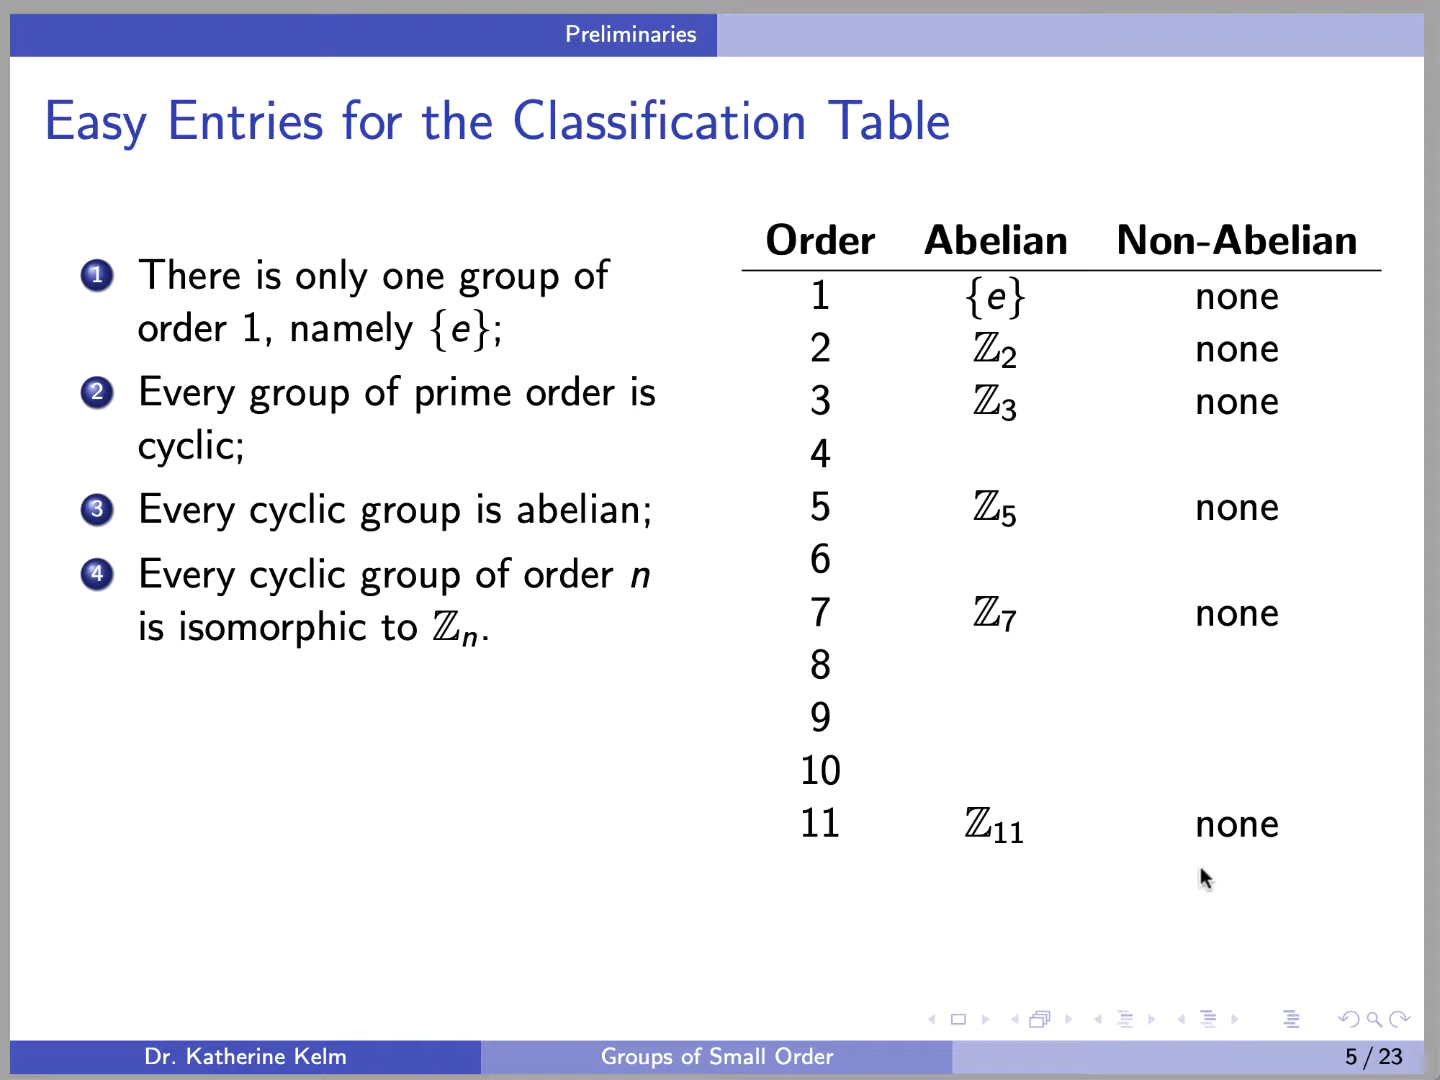 Preliminaries
Easy Entries for the Classification Table
1 There is only one group of
order 1, namely {e};
2 Every group of prime order is
cyclic;
3 Every cyclic group is abelian;
4 Every cyclic group of order n
is isomorphic to ℤₙ.
Order Abelian Non-Abelian
1 {e} none
2 ℤ₂ none
3 ℤ₃ none
4
5 ℤ₅ none
6
7 ℤ₇ none
8
9
10
11 ℤ₁₁ none
Dr. Katherine Kelm Groups of Small Order 5 / 23